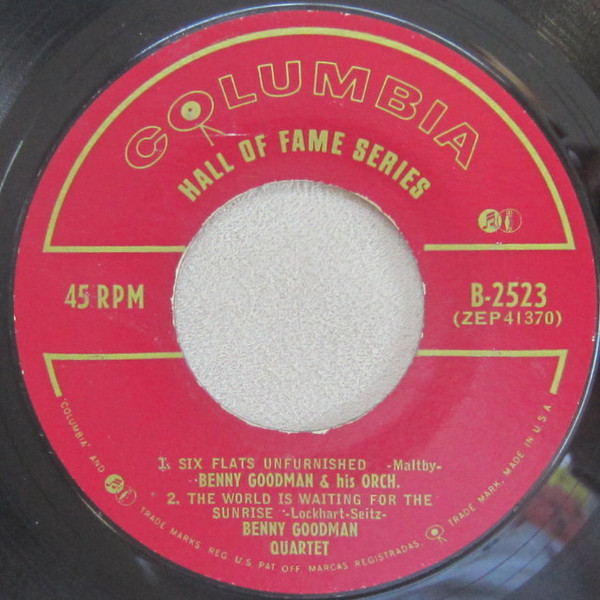 COLUMBIA
HALL OF FAME SERIES
45 RPM
B-2523
(ZEP41370)
1. SIX FLATS UNFURNISHED -Maltby-
BENNY GOODMAN & his ORCH.
2. THE WORLD IS WAITING FOR THE
SUNRISE -Lockhart-Seitz-
BENNY GOODMAN
QUARTET
"COLUMBIA" AND TRADE MARKS REG. U.S. PAT. OFF. MARCAS REGISTRADAS. TRADE MARK, MADE IN U.S.A.